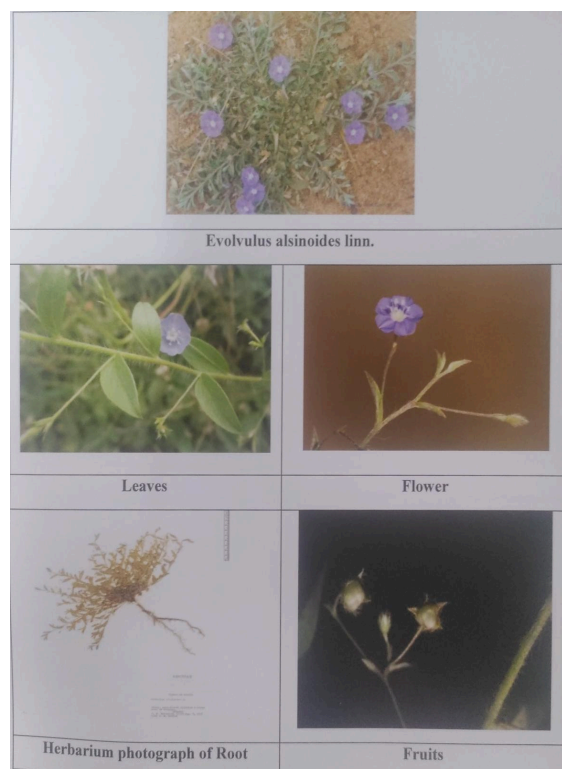 Evolvulus alsinoides linn.
Leaves
Flower
Herbarium photograph of Root
Fruits